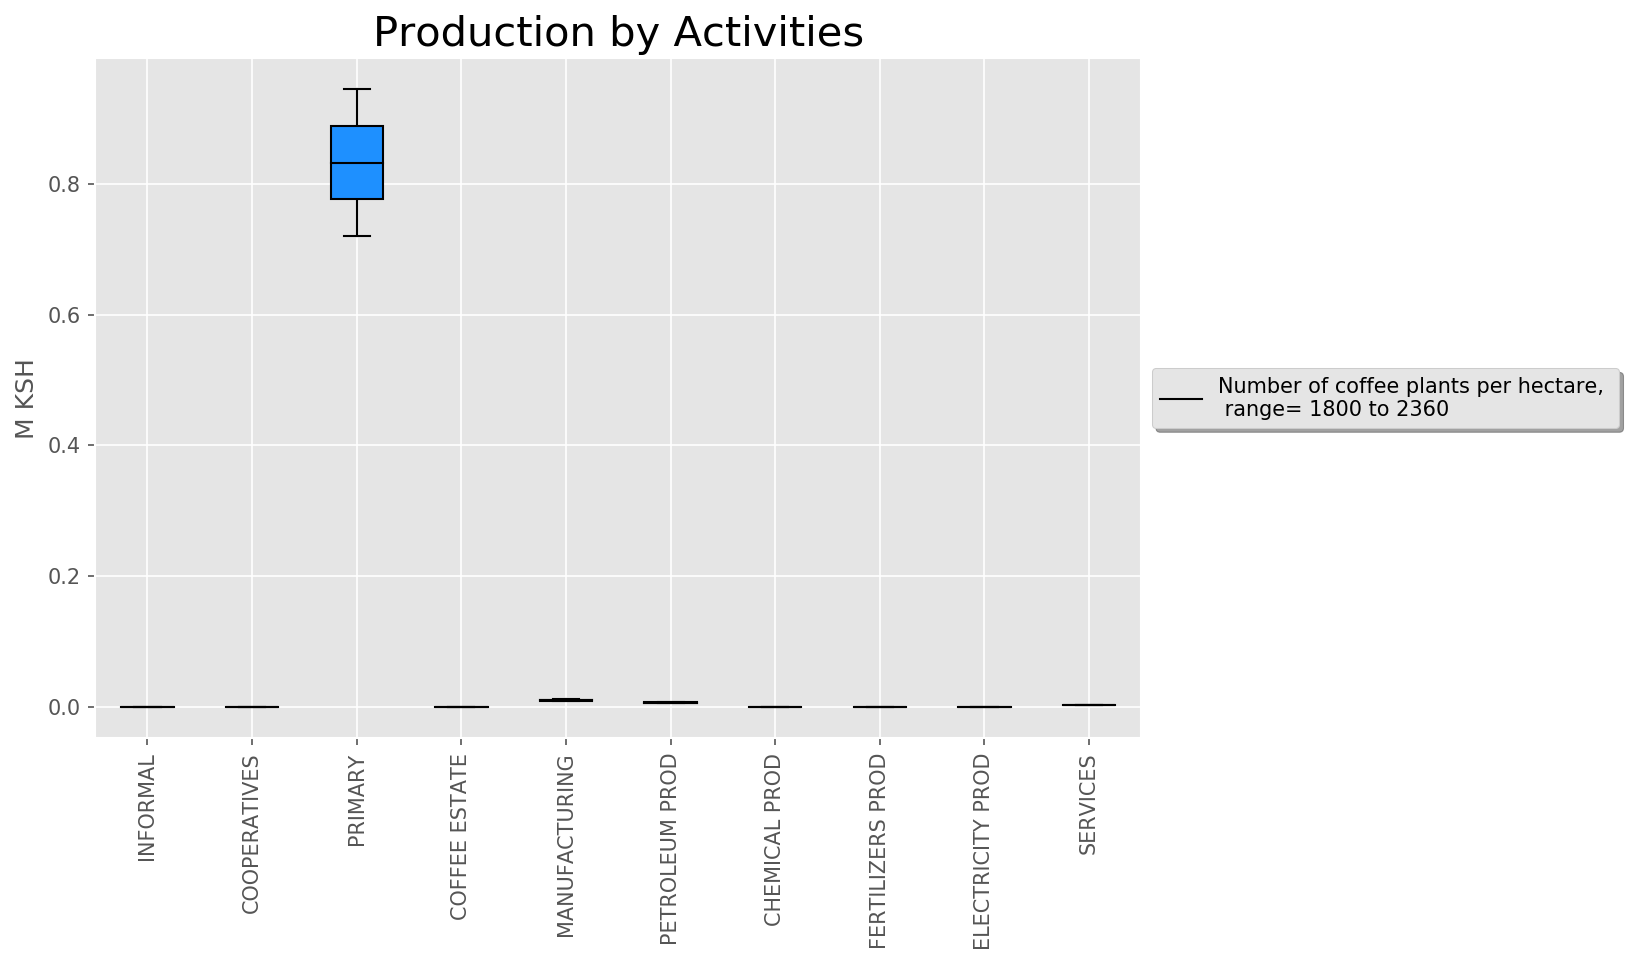 Production by Activities
M KSH
0.8
0.6
0.4
0.2
0.0
INFORMAL
COOPERATIVES
PRIMARY
COFFEE ESTATE
MANUFACTURING
PETROLEUM PROD
CHEMICAL PROD
FERTILIZERS PROD
ELECTRICITY PROD
SERVICES
Number of coffee plants per hectare,
range= 1800 to 2360